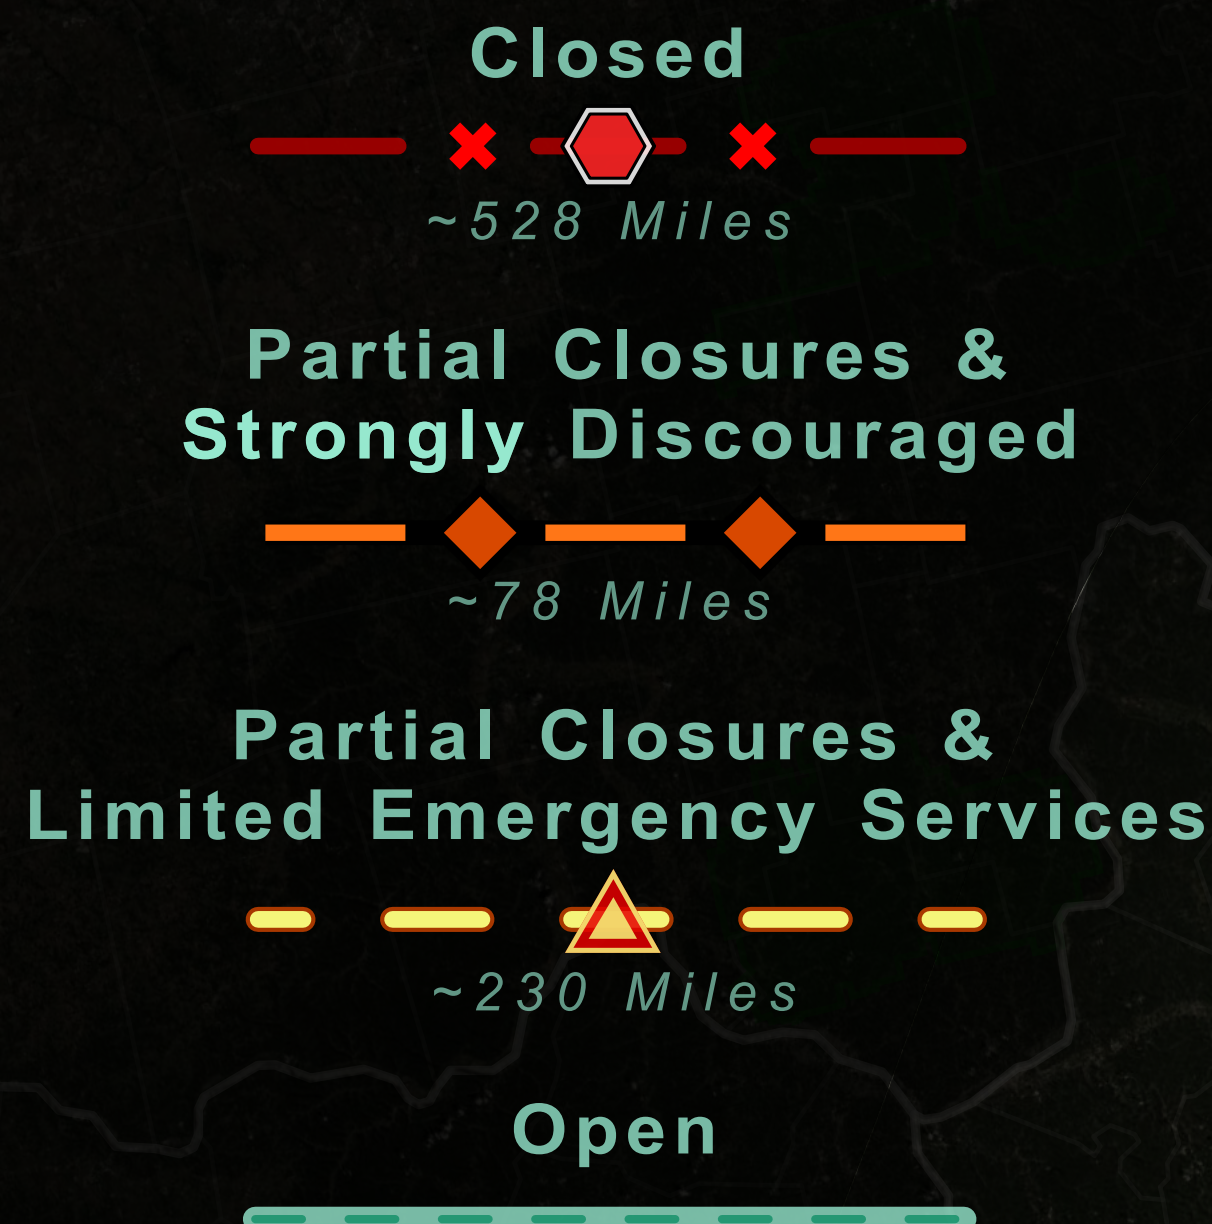 Closed
~528 Miles
Partial Closures &
Strongly Discouraged
~78 Miles
Partial Closures &
Limited Emergency Services
~230 Miles
Open